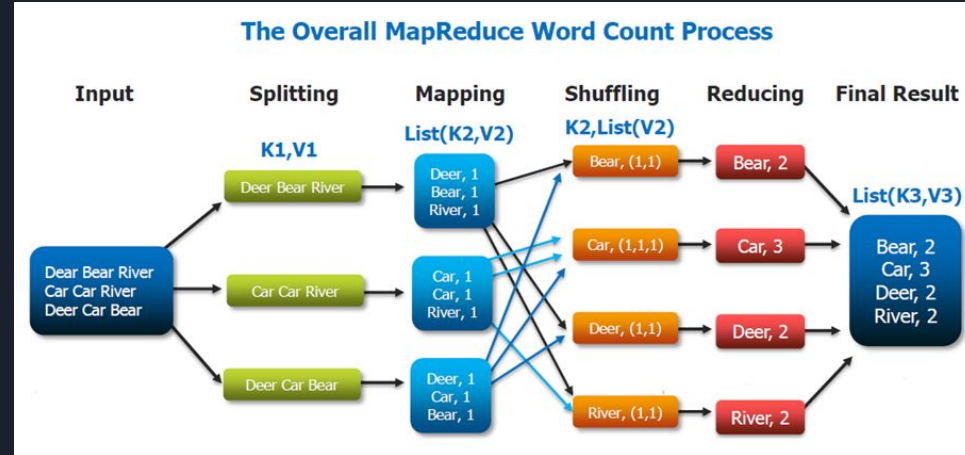 The Overall MapReduce Word Count Process
Input
Splitting
Mapping
Shuffling
Reducing
Final Result
K1,V1
List(K2,V2)
K2,List(V2)
List(K3,V3)
Dear Bear River
Car Car River
Deer Car Bear
Deer Bear River
Car Car River
Deer Car Bear
Deer, 1
Bear, 1
River, 1
Car, 1
Car, 1
River, 1
Deer, 1
Car, 1
Bear, 1
Bear, (1,1)
Car, (1,1,1)
Deer, (1,1)
River, (1,1)
Bear, 2
Car, 3
Deer, 2
River, 2
Bear, 2
Car, 3
Deer, 2
River, 2